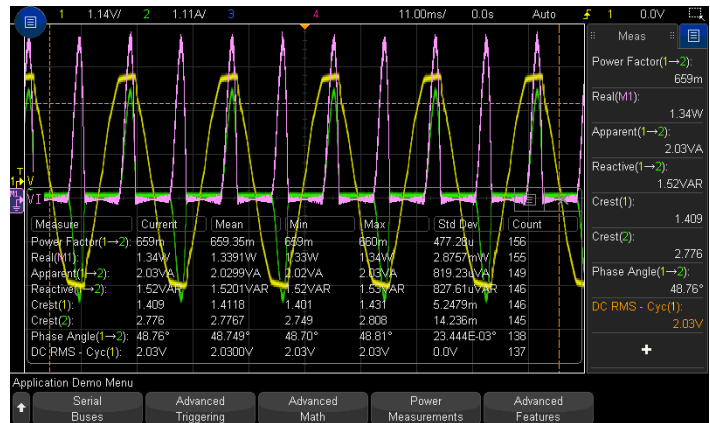 1 1.14V/ 2 1.11A/ 3 4 11.00ms/ 0.0s Auto 1 0.0V
Meas
Power Factor(1→2):
659m
Real(M1):
1.34W
Apparent(1→2):
2.03VA
Reactive(1→2):
1.52VAR
Crest(1):
1.409
Crest(2):
2.776
Phase Angle(1→2):
48.76°
DC RMS - Cyc(1):
2.03V
+
T
1 V
M1 VI
Measure Current Mean Min Max Std Dev Count
Power Factor(1→2): 659m 659.35m 659m 660m 477.28u 156
Real(M1): 1.34W 1.3391W 1.33W 1.34W 2.8757mW 155
Apparent(1→2): 2.03VA 2.0299VA 2.02VA 2.03VA 819.23uVA 149
Reactive(1→2): 1.52VAR 1.5201VAR 1.52VAR 1.53VAR 827.61uVAR 146
Crest(1): 1.409 1.4118 1.401 1.431 5.2479m 146
Crest(2): 2.776 2.7767 2.749 2.808 14.236m 145
Phase Angle(1→2): 48.76° 48.749° 48.70° 48.81° 23.444E-03° 138
DC RMS - Cyc(1): 2.03V 2.0300V 2.03V 2.03V 0.0V 137
Application Demo Menu
Serial Buses
Advanced Triggering
Advanced Math
Power Measurements
Advanced Features